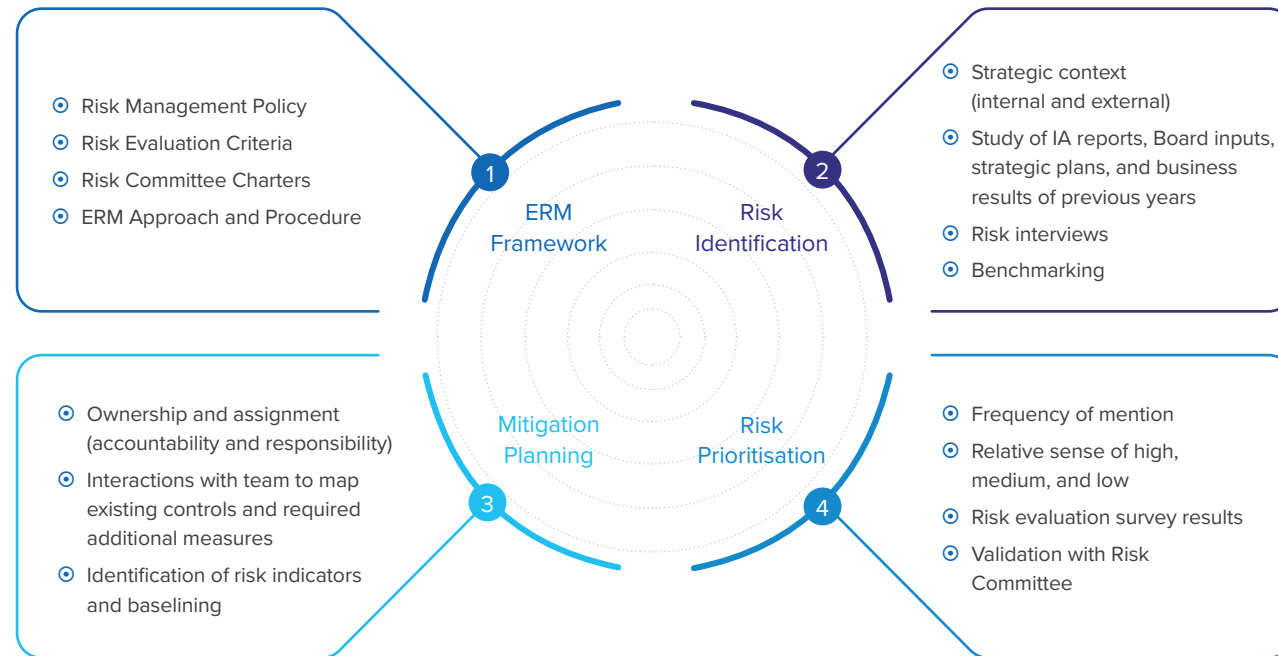 Risk Management Policy
Risk Evaluation Criteria
Risk Committee Charters
ERM Approach and Procedure
1
ERM
Framework
2
Risk
Identification
Strategic context
(internal and external)
Study of IA reports, Board inputs,
strategic plans, and business
results of previous years
Risk interviews
Benchmarking
Ownership and assignment
(accountability and responsibility)
Interactions with team to map
existing controls and required
additional measures
Identification of risk indicators
and baselining
Mitigation
Planning
3
Risk
Prioritisation
4
Frequency of mention
Relative sense of high,
medium, and low
Risk evaluation survey results
Validation with Risk
Committee